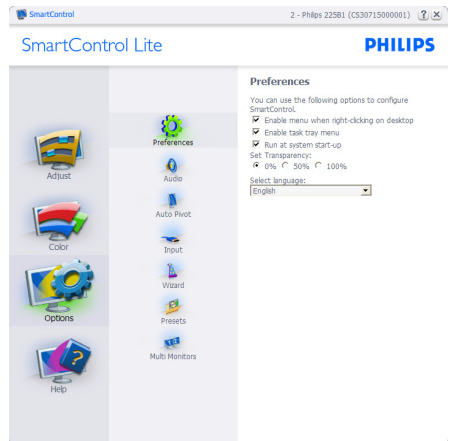 SmartControl
2 - Philips 225B1 (CS30715000001) ? X
SmartControl Lite
PHILIPS
Adjust
Color
Options
Help
Preferences
Audio
Auto Pivot
Input
Wizard
Presets
Multi Monitors
Preferences
You can use the following options to configure
SmartControl.
Enable menu when right-clicking on desktop
Enable task tray menu
Run at system start-up
Set Transparency:
0% 50% 100%
Select language:
English